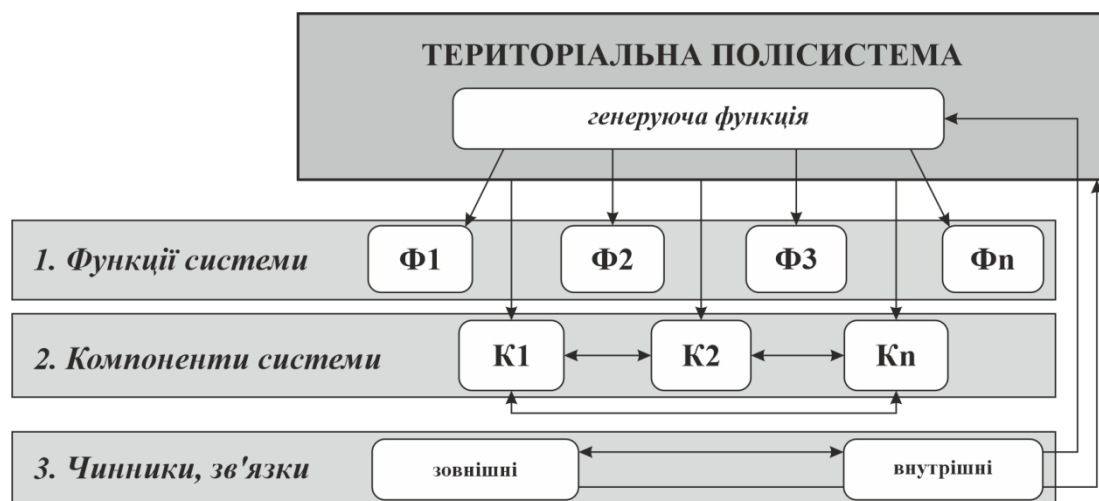 ТЕРИТОРІАЛЬНА ПОЛІСИСТЕМА
генеруюча функція
1. Функції системи Ф1 Ф2 Ф3 Фn
2. Компоненти системи К1 К2 Кn
3. Чинники, зв'язки зовнішні внутрішні